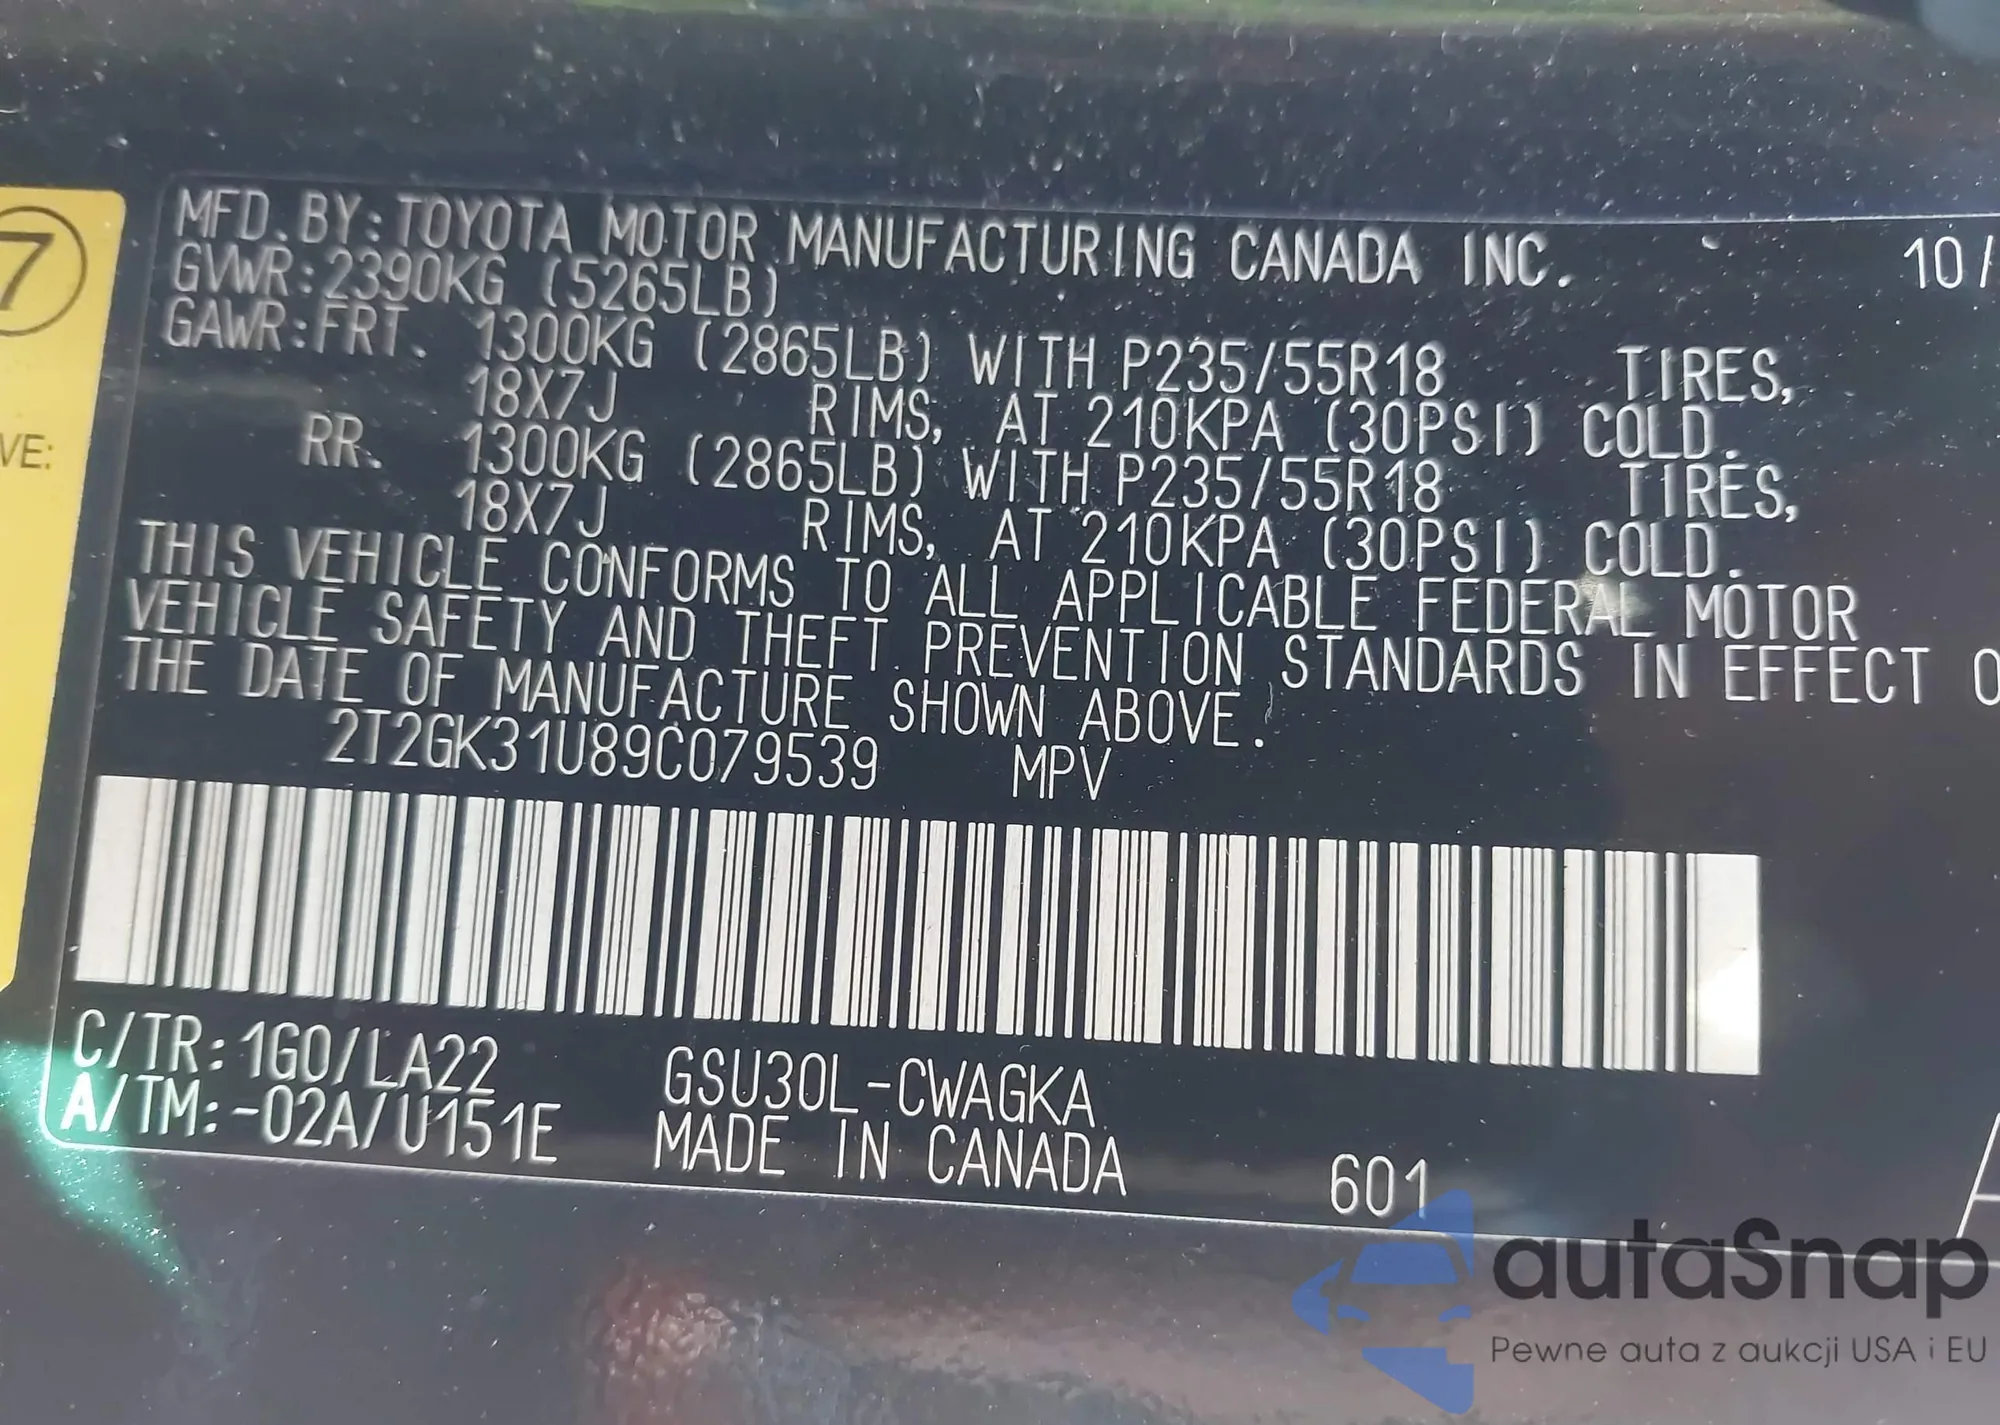 7
VE:
MFD.BY:TOYOTA MOTOR MANUFACTURING CANADA INC. 10/
GVWR:2390KG (5265LB)
GAWR:FRT. 1300KG (2865LB) WITH P235/55R18 TIRES,
18X7J RIMS, AT 210KPA (30PSI) COLD.
RR. 1300KG (2865LB) WITH P235/55R18 TIRES,
18X7J RIMS, AT 210KPA (30PSI) COLD.
THIS VEHICLE CONFORMS TO ALL APPLICABLE FEDERAL MOTOR
VEHICLE SAFETY AND THEFT PREVENTION STANDARDS IN EFFECT O
THE DATE OF MANUFACTURE SHOWN ABOVE.
2T2GK31U89C079539 MPV
C/TR:1G0/LA22 GSU30L-CWAGKA
A/TM:-02A/U151E MADE IN CANADA 601
autaSnap
Pewne auta z aukcji USA i EU